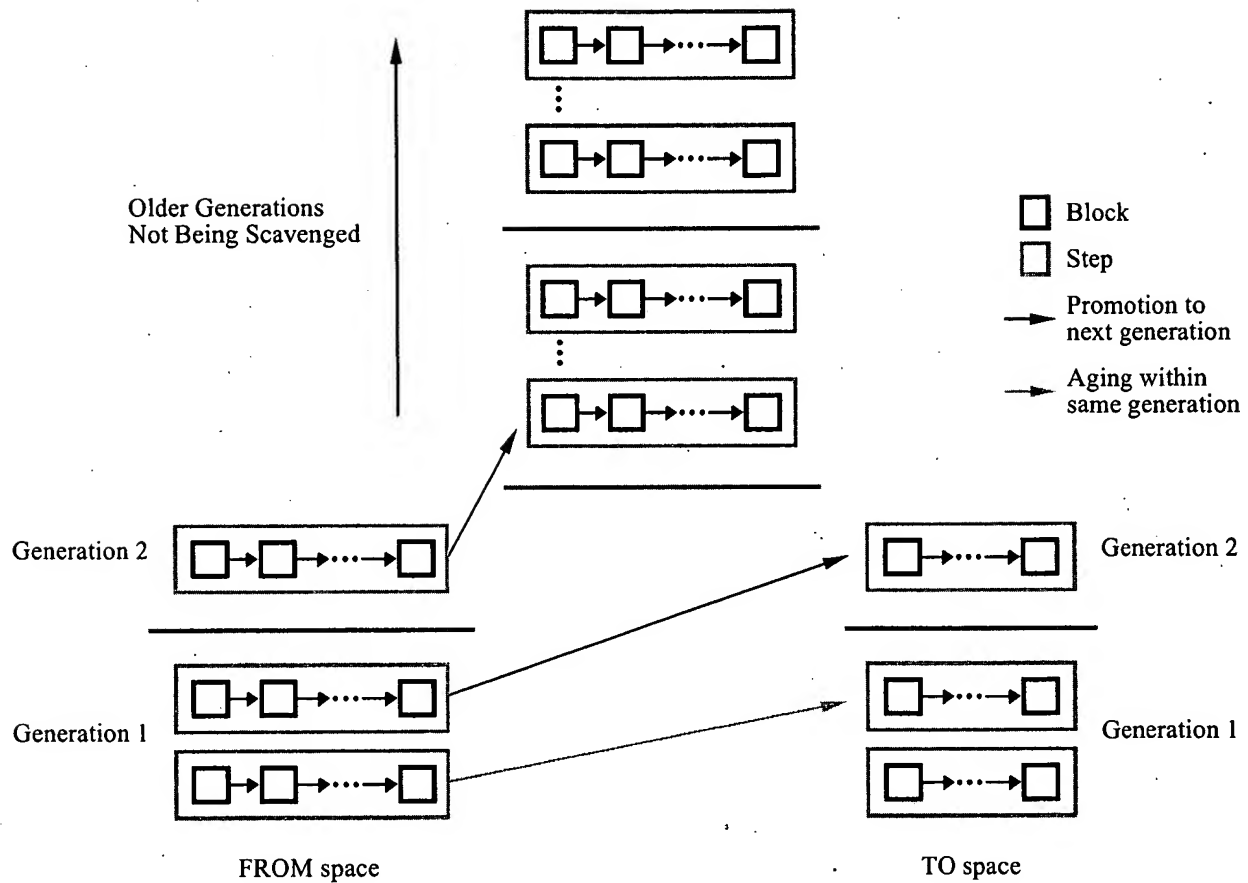 Older Generations
Not Being Scavenged
Block
Step
Promotion to
next generation
Aging within
same generation
Generation 2
Generation 2
Generation 1
Generation 1
FROM space
TO space